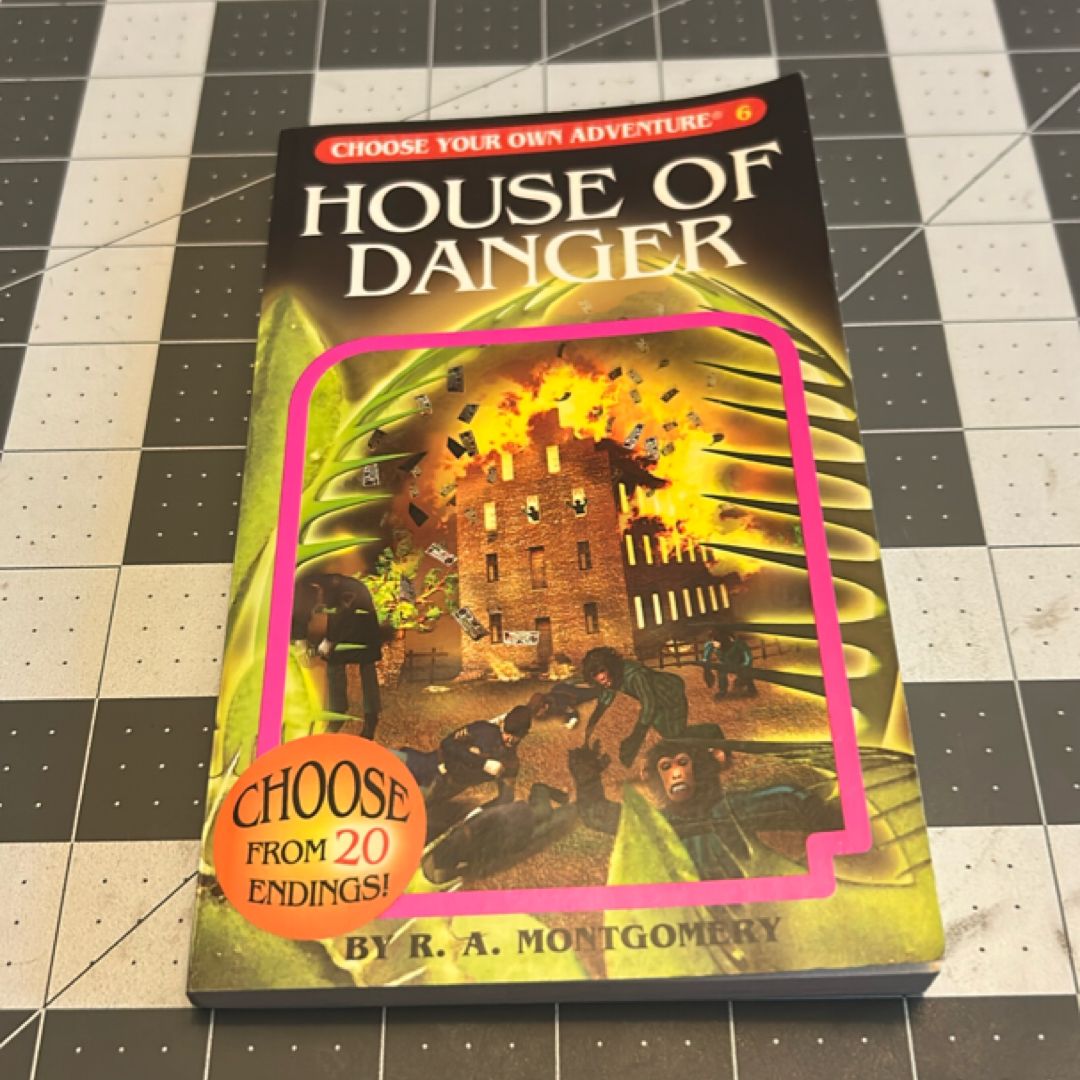 CHOOSE YOUR OWN ADVENTURE® 6
HOUSE OF
DANGER
CHOOSE
FROM 20
ENDINGS!
BY R. A. MONTGOMERY